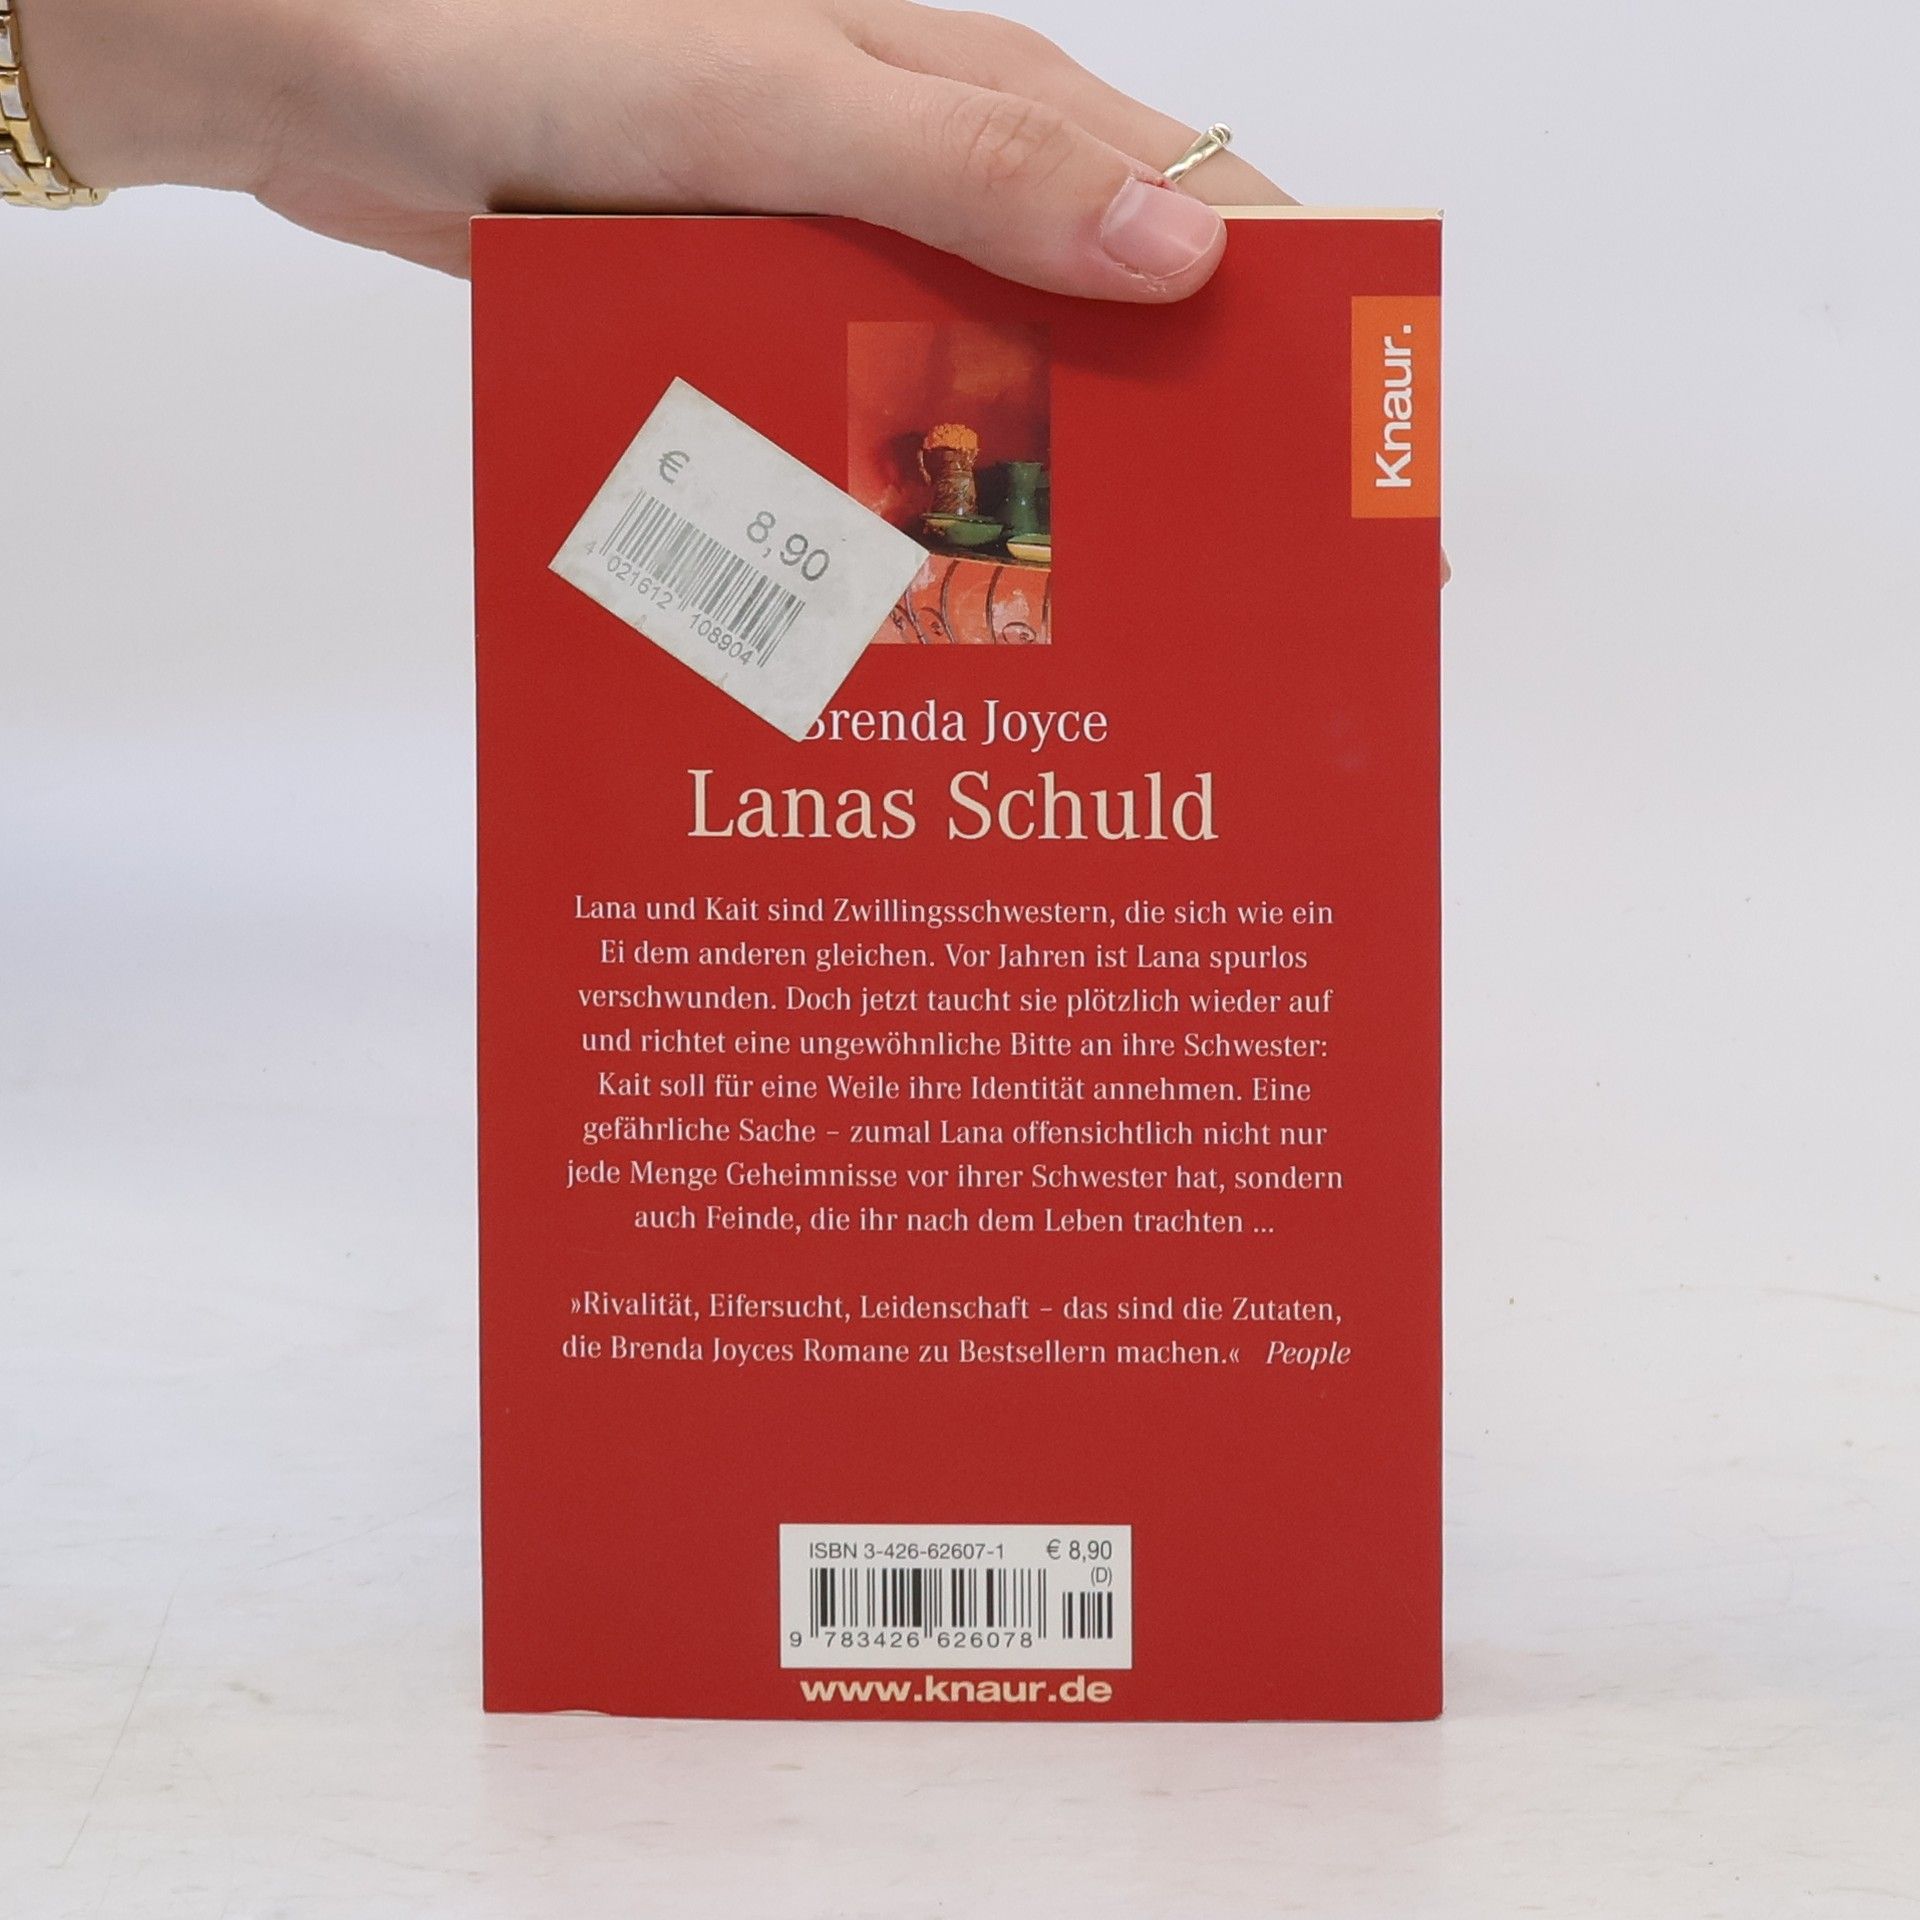 Knaur.
€ 8,90
4 021612 108904
Brenda Joyce
Lanas Schuld
Lana und Kait sind Zwillingsschwestern, die sich wie ein
Ei dem anderen gleichen. Vor Jahren ist Lana spurlos
verschwunden. Doch jetzt taucht sie plötzlich wieder auf
und richtet eine ungewöhnliche Bitte an ihre Schwester:
Kait soll für eine Weile ihre Identität annehmen. Eine
gefährliche Sache – zumal Lana offensichtlich nicht nur
jede Menge Geheimnisse vor ihrer Schwester hat, sondern
auch Feinde, die ihr nach dem Leben trachten ...
»Rivalität, Eifersucht, Leidenschaft – das sind die Zutaten,
die Brenda Joyces Romane zu Bestsellern machen.« People
ISBN 3-426-62607-1 € 8,90
(D)
9 783426 626078
www.knaur.de